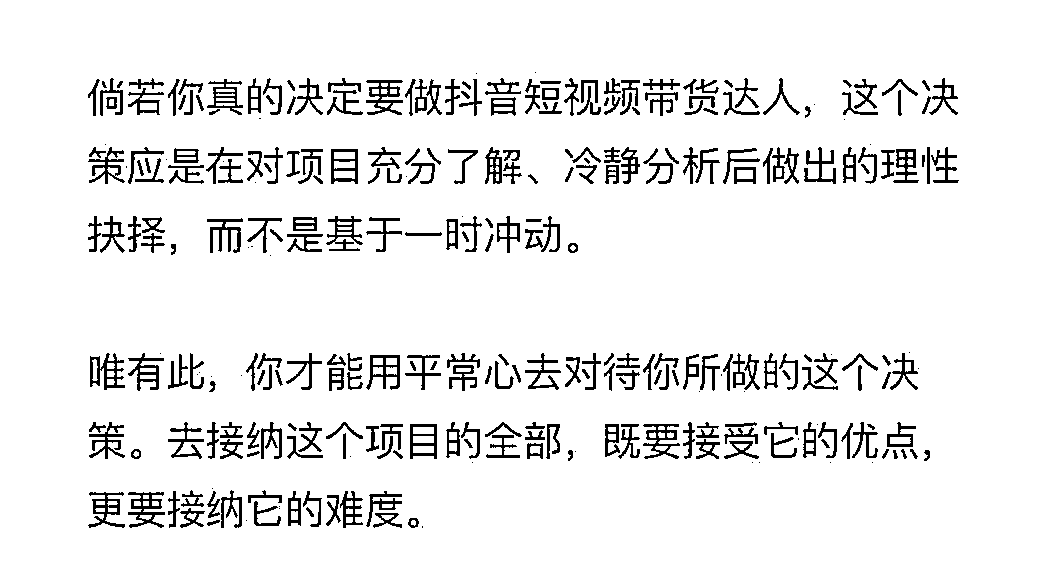 倘若你真的决定要做抖音短视频带货达人，这个决
策应是在对项目充分了解、冷静分析后做出的理性
抉择，而不是基于一时冲动。
唯有此，你才能用平常心去对待你所做的这个决
策。去接纳这个项目的全部，既要接受它的优点，
更要接纳它的难度。